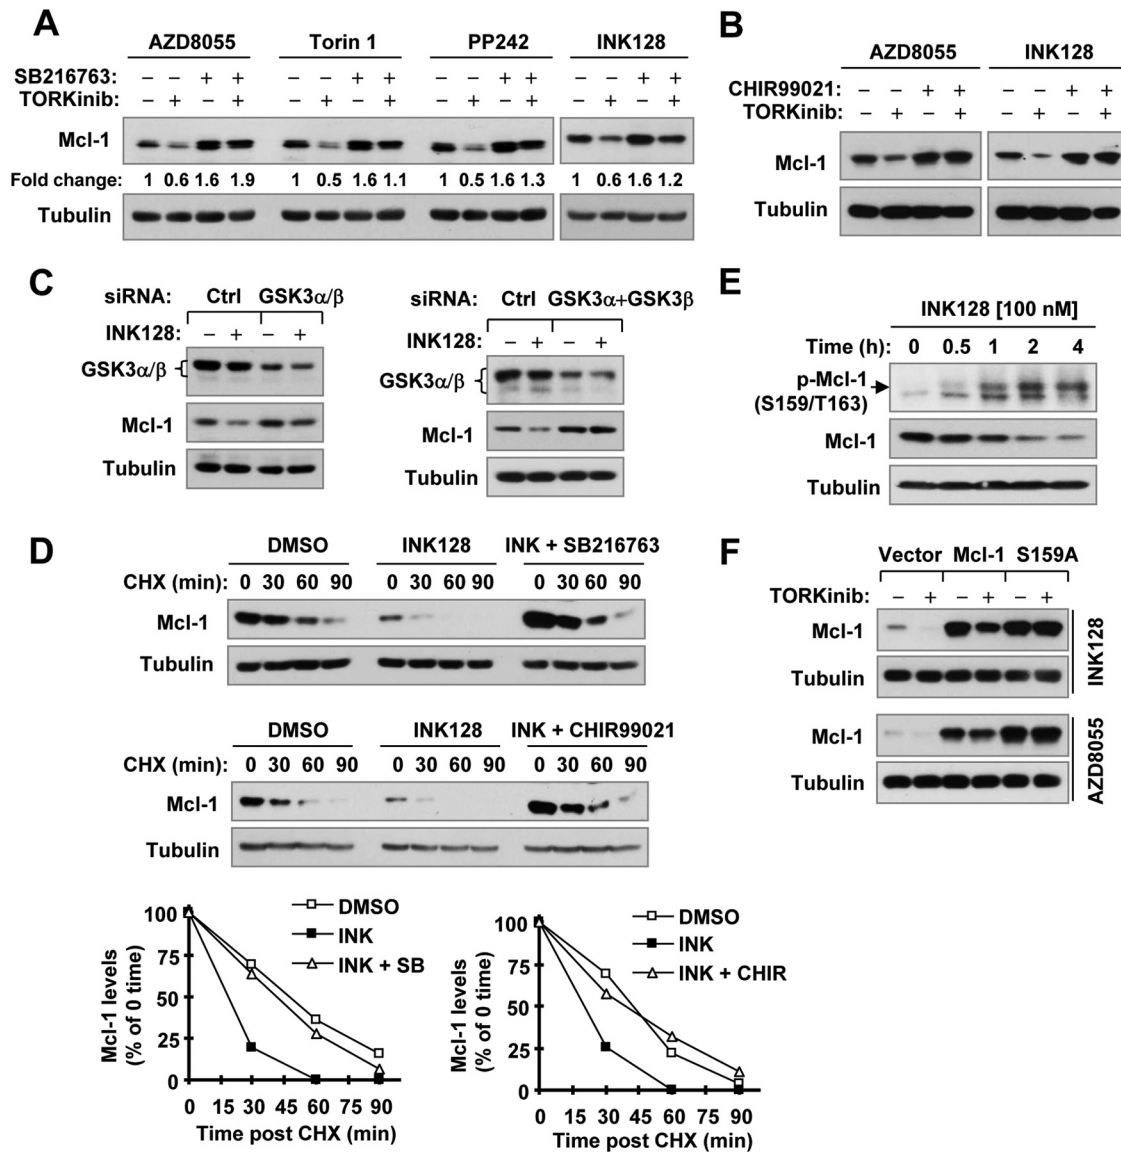 A
AZD8055 Torin 1 PP242 INK128
SB216763: – – + + – – + + – – + + – – + +
TORKinib: – + – + – + – + – + – + – + – +
Mcl-1
Fold change: 1 0.6 1.6 1.9 1 0.5 1.6 1.1 1 0.5 1.6 1.3 1 0.6 1.6 1.2
Tubulin
B
AZD8055 INK128
CHIR99021: – – + + – – + +
TORKinib: – + – + – + – +
Mcl-1
Tubulin
C
siRNA: Ctrl GSK3α/β
INK128: – + – +
GSK3α/β
Mcl-1
Tubulin
siRNA: Ctrl GSK3α+GSK3β
INK128: – + – +
GSK3α/β
Mcl-1
Tubulin
D
DMSO INK128 INK + SB216763
CHX (min): 0 30 60 90 0 30 60 90 0 30 60 90
Mcl-1
Tubulin
DMSO INK128 INK + CHIR99021
CHX (min): 0 30 60 90 0 30 60 90 0 30 60 90
Mcl-1
Tubulin
Mcl-1 levels
(% of 0 time)
100
75
50
25
0
DMSO
INK
INK + SB
0 15 30 45 60 75 90
Time post CHX (min)
Mcl-1 levels
(% of 0 time)
100
75
50
25
0
DMSO
INK
INK + CHIR
0 15 30 45 60 75 90
Time post CHX (min)
E
INK128 [100 nM]
Time (h): 0 0.5 1 2 4
p-Mcl-1
(S159/T163)
Mcl-1
Tubulin
F
Vector Mcl-1 S159A
TORKinib: – + – + – +
Mcl-1
Tubulin
INK128
Mcl-1
Tubulin
AZD8055